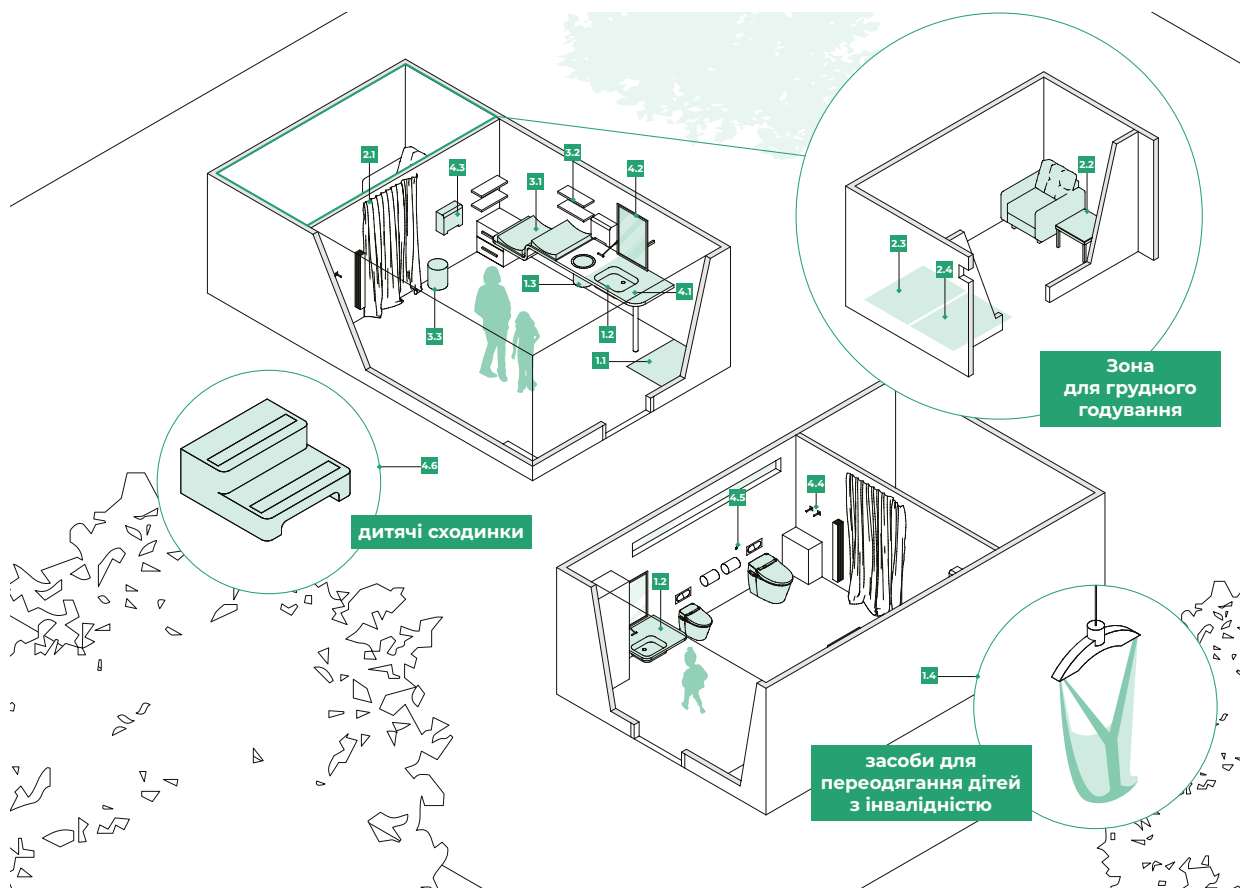 2.1
4.3
3.1
3.2
4.2
2.2
2.3
2.4
1.3
4.1
3.3
1.2
1.1
Зона
для грудного
годування
4.6
дитячі сходинки
4.5
4.4
1.2
1.4
засоби для
переодягання дітей
з інвалідністю